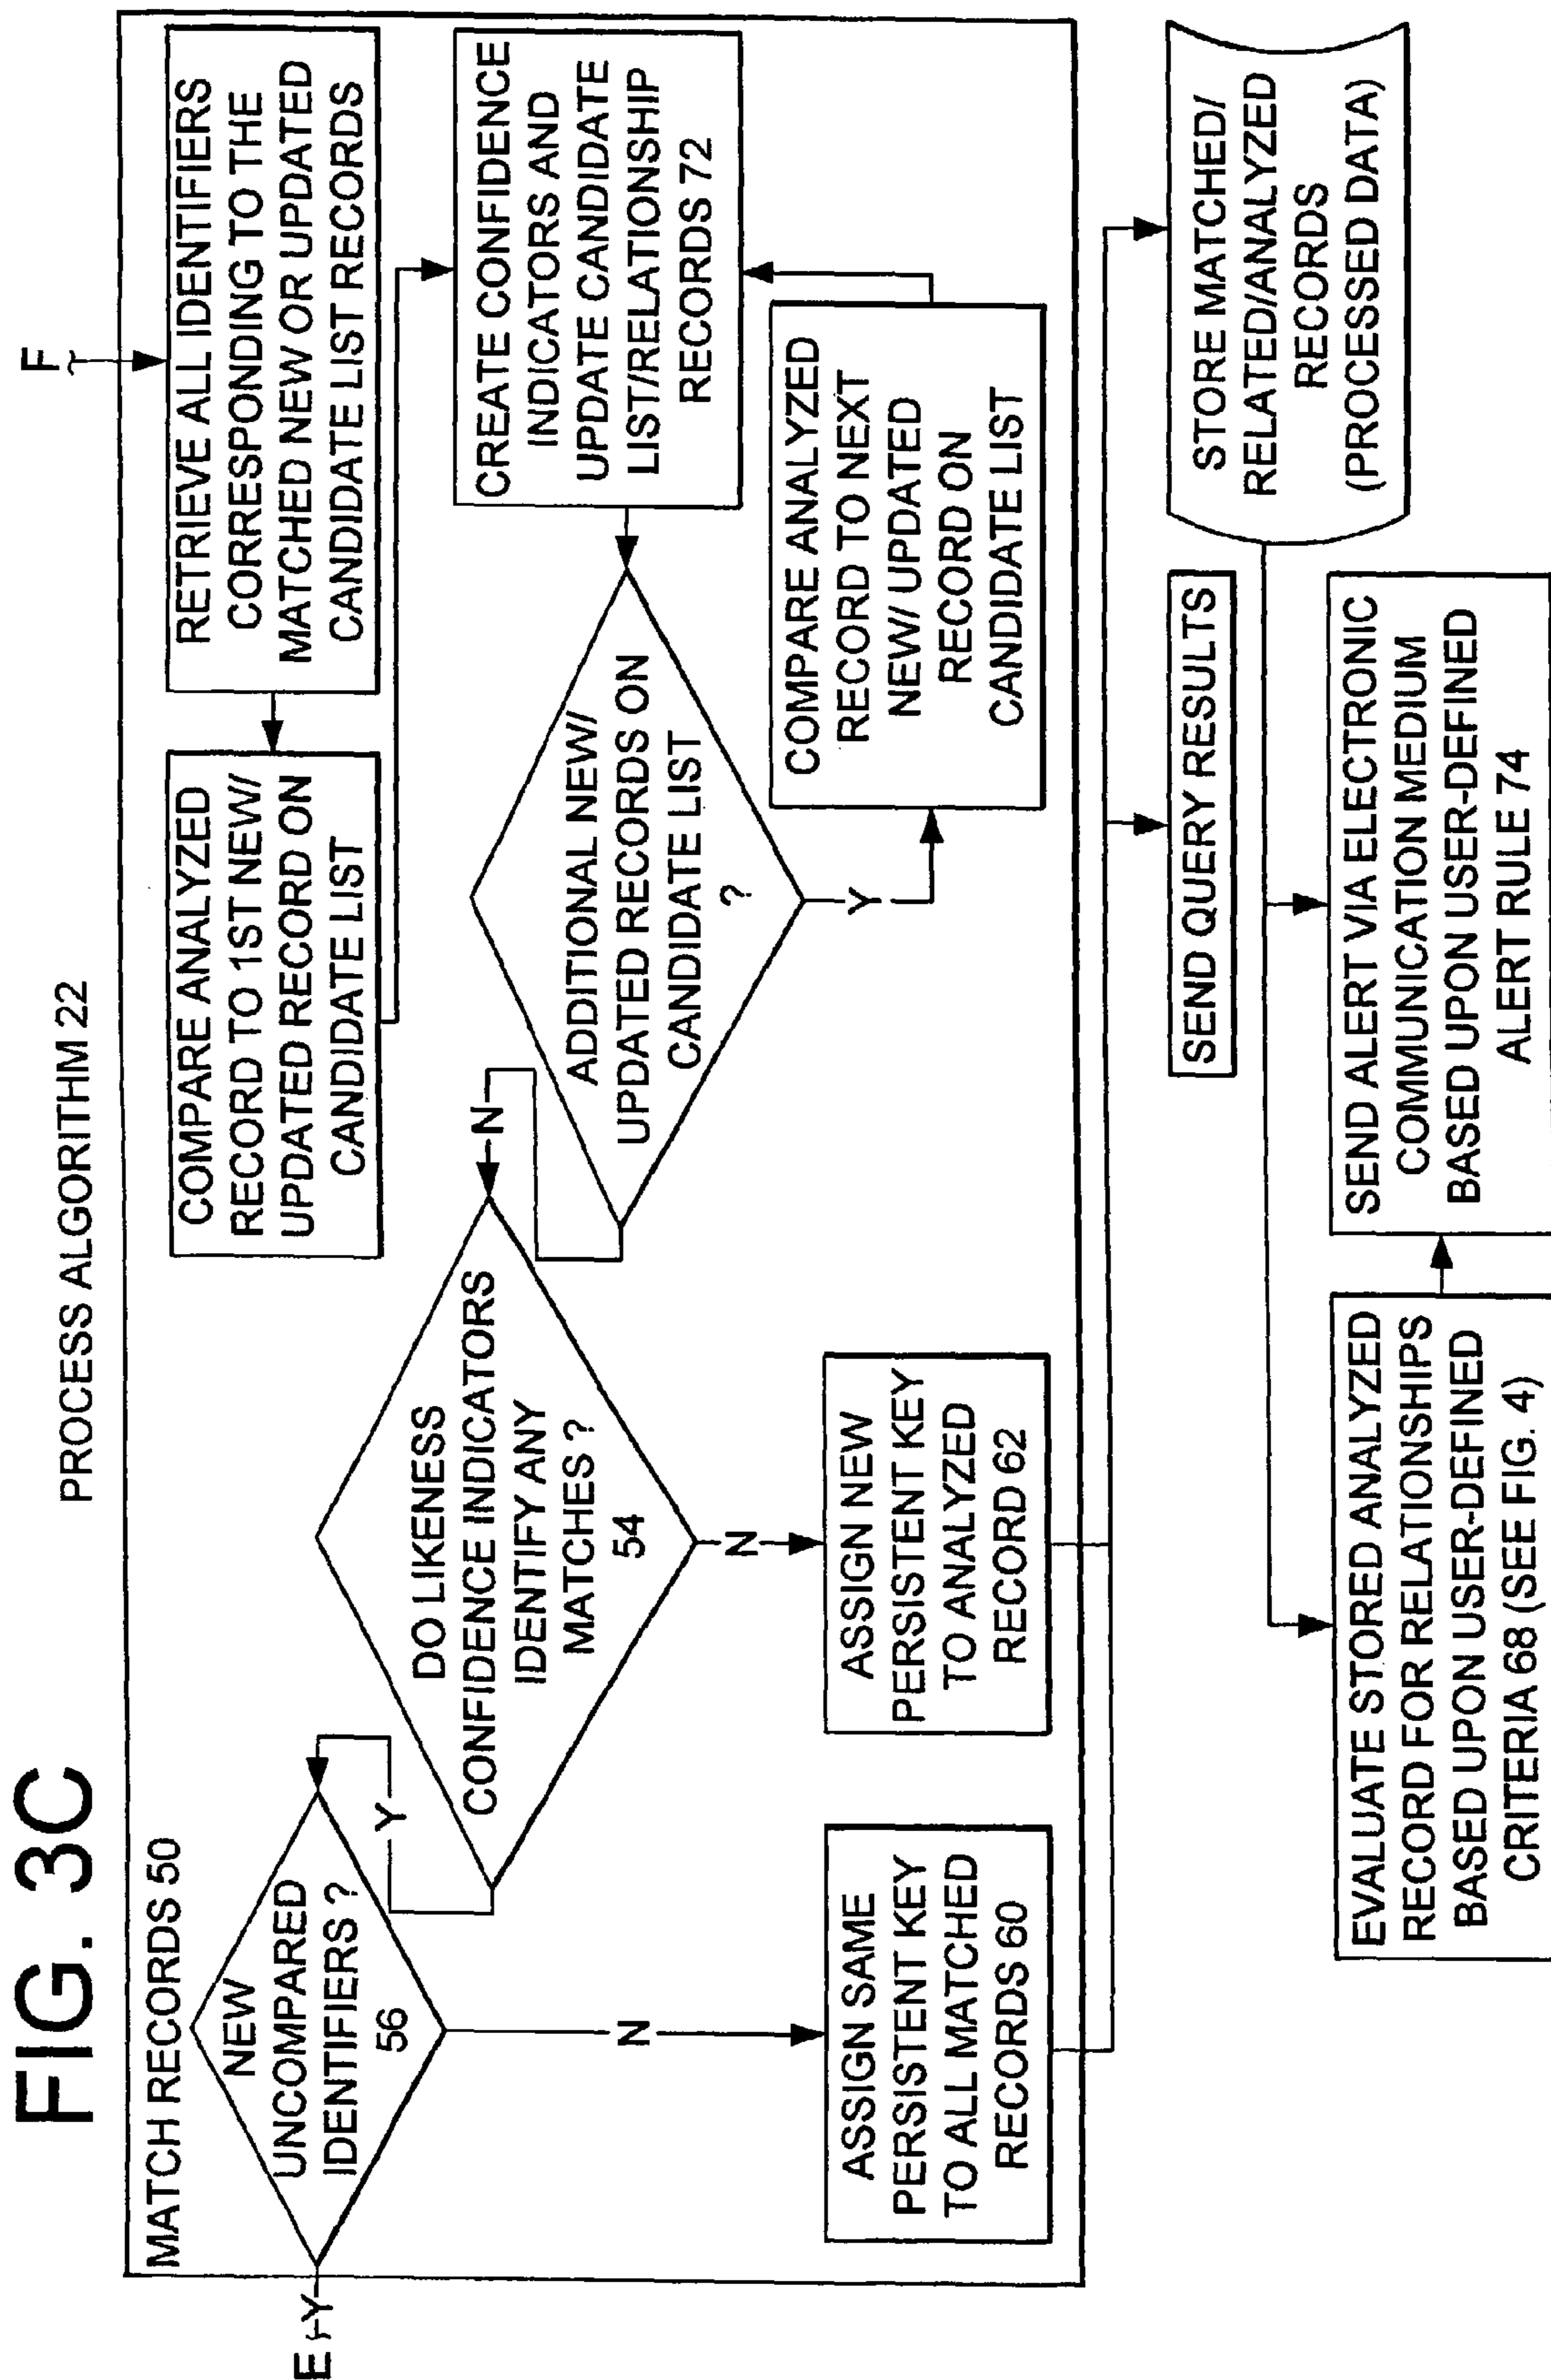 FIG. 3C
PROCESS ALGORITHM 22
MATCH RECORDS 50
E
Y
NEW
UNCOMPARED
IDENTIFIERS ?
56
N
ASSIGN SAME
PERSISTENT KEY
TO ALL MATCHED
RECORDS 60
Y
DO LIKENESS
CONFIDENCE INDICATORS
IDENTIFY ANY
MATCHES ?
54
N
ASSIGN NEW
PERSISTENT KEY
TO ANALYZED
RECORD 62
N
COMPARE ANALYZED
RECORD TO 1ST NEW/
UPDATED RECORD ON
CANDIDATE LIST
ADDITIONAL NEW/
UPDATED RECORDS ON
CANDIDATE LIST
?
Y
F
RETRIEVE ALL IDENTIFIERS
CORRESPONDING TO THE
MATCHED NEW OR UPDATED
CANDIDATE LIST RECORDS
CREATE CONFIDENCE
INDICATORS AND
UPDATE CANDIDATE
LIST/RELATIONSHIP
RECORDS 72
COMPARE ANALYZED
RECORD TO NEXT
NEW/ UPDATED
RECORD ON
CANDIDATE LIST
SEND QUERY RESULTS
STORE MATCHED/
RELATED/ANALYZED
RECORDS
(PROCESSED DATA)
EVALUATE STORED ANALYZED
RECORD FOR RELATIONSHIPS
BASED UPON USER-DEFINED
CRITERIA 68 (SEE FIG. 4)
SEND ALERT VIA ELECTRONIC
COMMUNICATION MEDIUM
BASED UPON USER-DEFINED
ALERT RULE 74